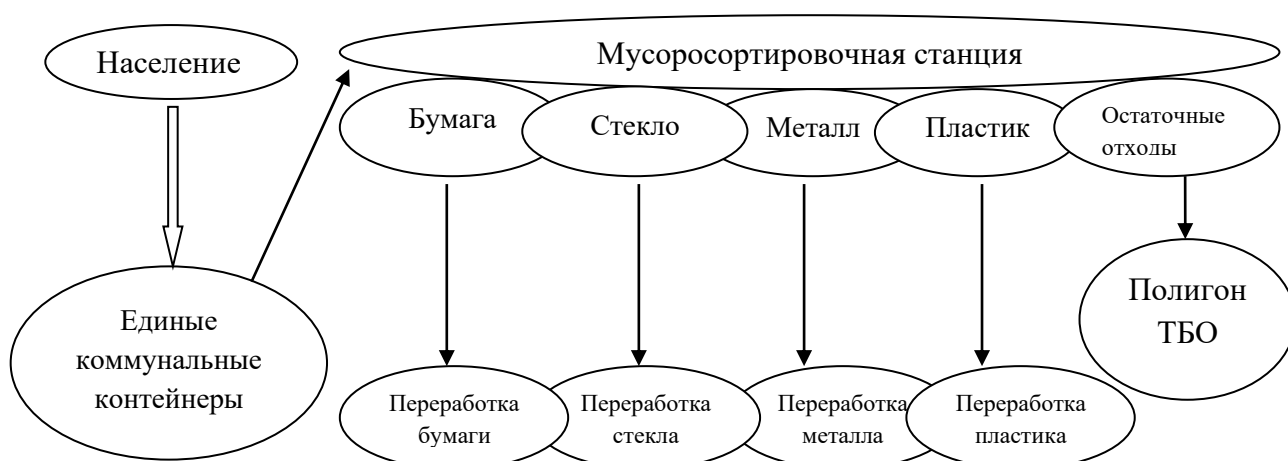 Население
Мусоросортировочная станция
Бумага
Стекло
Металл
Пластик
Остаточные
отходы
Единые
коммунальные
контейнеры
Полигон
ТБО
Переработка
бумаги
Переработка
стекла
Переработка
металла
Переработка
пластика